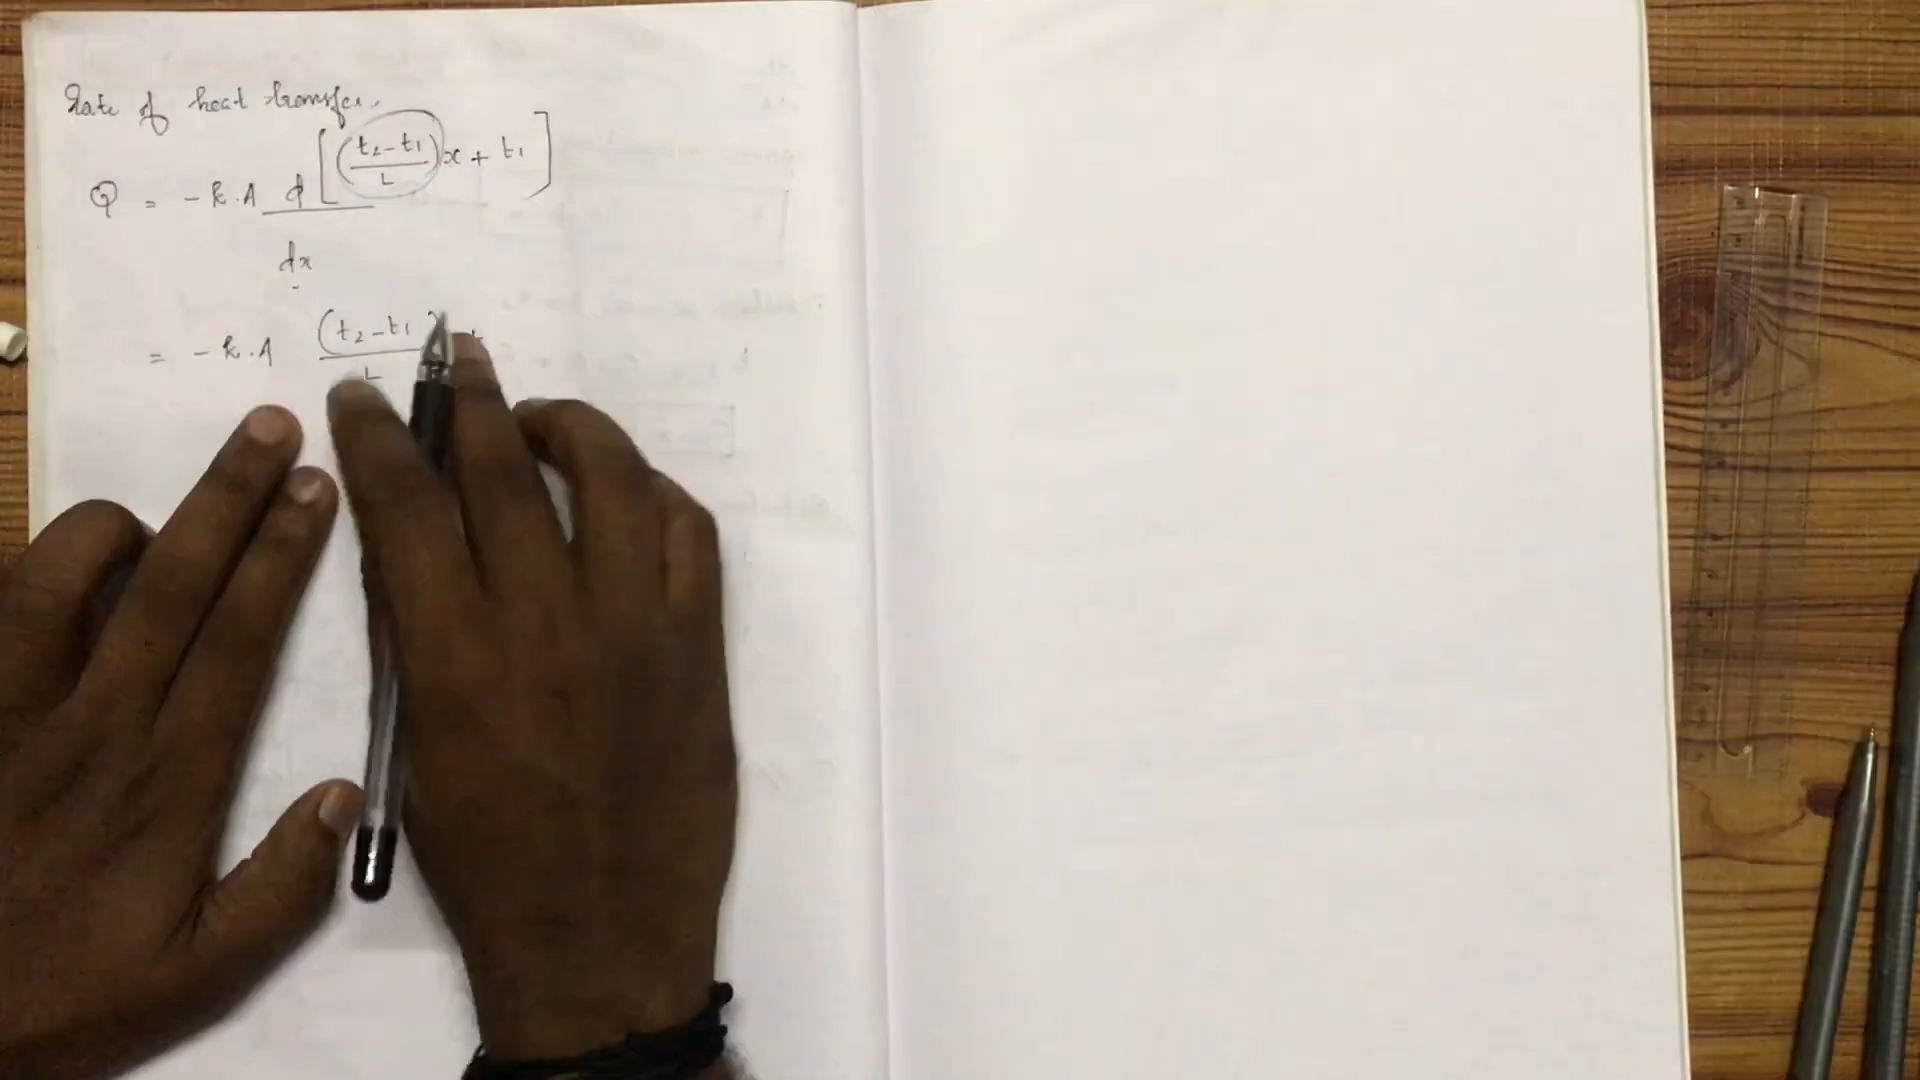 Rate of heat transfer,
Q = -k.A d[((t₂-t₁)/L)x + t₁]
dx
= -k.A (t₂-t₁)
L